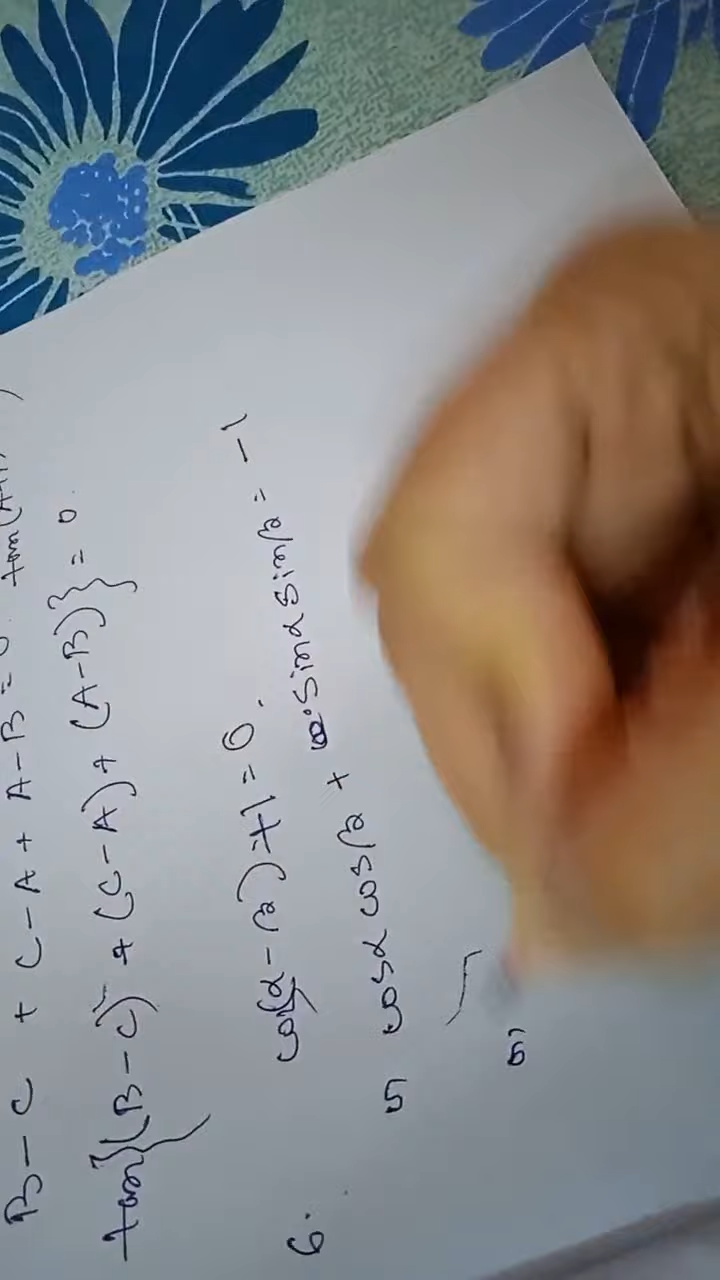 B-C + C-A + A-B = 0. tan(A+
tan{(B-C) + (C-A) + (A-B)} = 0.
6. cos(α-β)+1=0.
５ cosα cosβ + sinα sinβ = -1